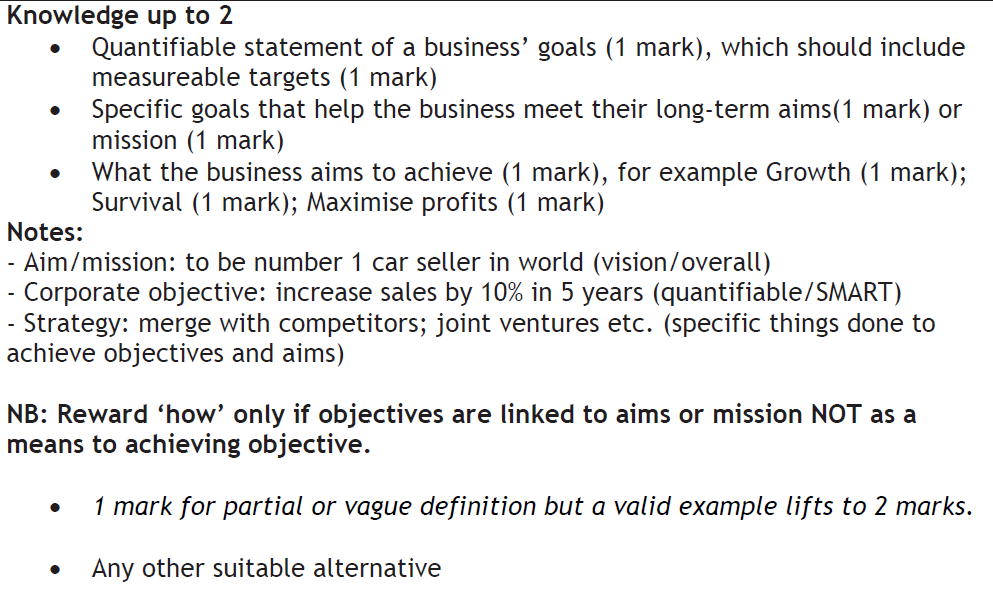 Knowledge up to 2
• Quantifiable statement of a business’ goals (1 mark), which should include
measureable targets (1 mark)
• Specific goals that help the business meet their long-term aims(1 mark) or
mission (1 mark)
• What the business aims to achieve (1 mark), for example Growth (1 mark);
Survival (1 mark); Maximise profits (1 mark)
Notes:
- Aim/mission: to be number 1 car seller in world (vision/overall)
- Corporate objective: increase sales by 10% in 5 years (quantifiable/SMART)
- Strategy: merge with competitors; joint ventures etc. (specific things done to
achieve objectives and aims)
NB: Reward ‘how’ only if objectives are linked to aims or mission NOT as a
means to achieving objective.
• 1 mark for partial or vague definition but a valid example lifts to 2 marks.
• Any other suitable alternative